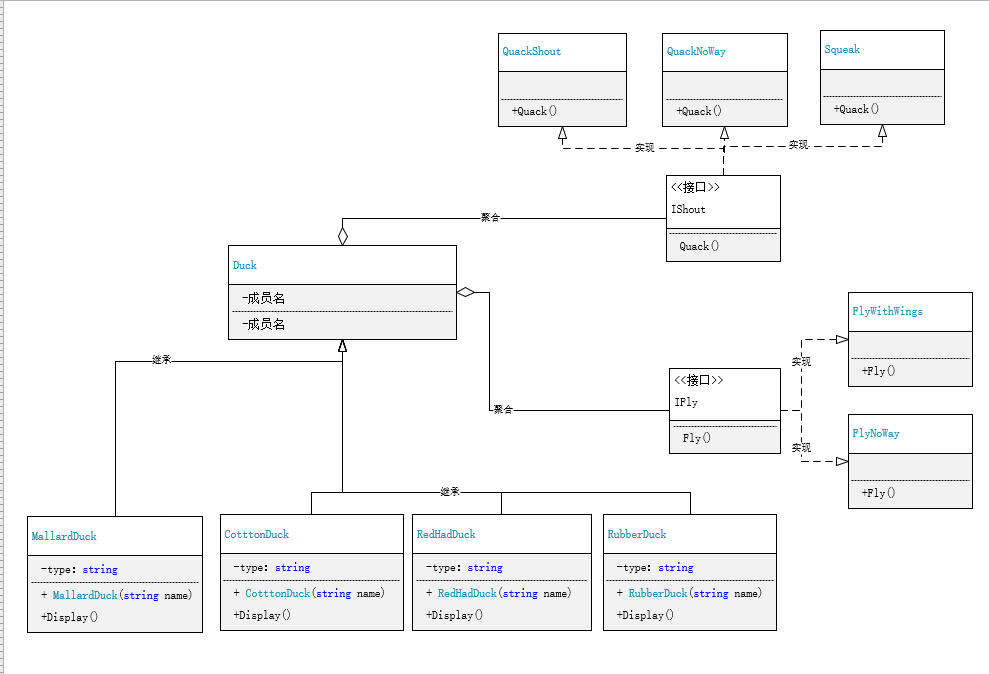 QuackShout
+Quack()
QuackNoWay
+Quack()
Squeak
+Quack()
实现
实现
<<接口>>
IShout
Quack()
聚合
Duck
-成员名
-成员名
聚合
<<接口>>
IFly
Fly()
实现
实现
FlyWithWings
+Fly()
FlyNoWay
+Fly()
继承
继承
MallardDuck
-type: string
+ MallardDuck(string name)
+Display()
CotttonDuck
-type: string
+ CotttonDuck(string name)
+Display()
RedHadDuck
-type: string
+ RedHadDuck(string name)
+Display()
RubberDuck
-type: string
+ RubberDuck(string name)
+Display()